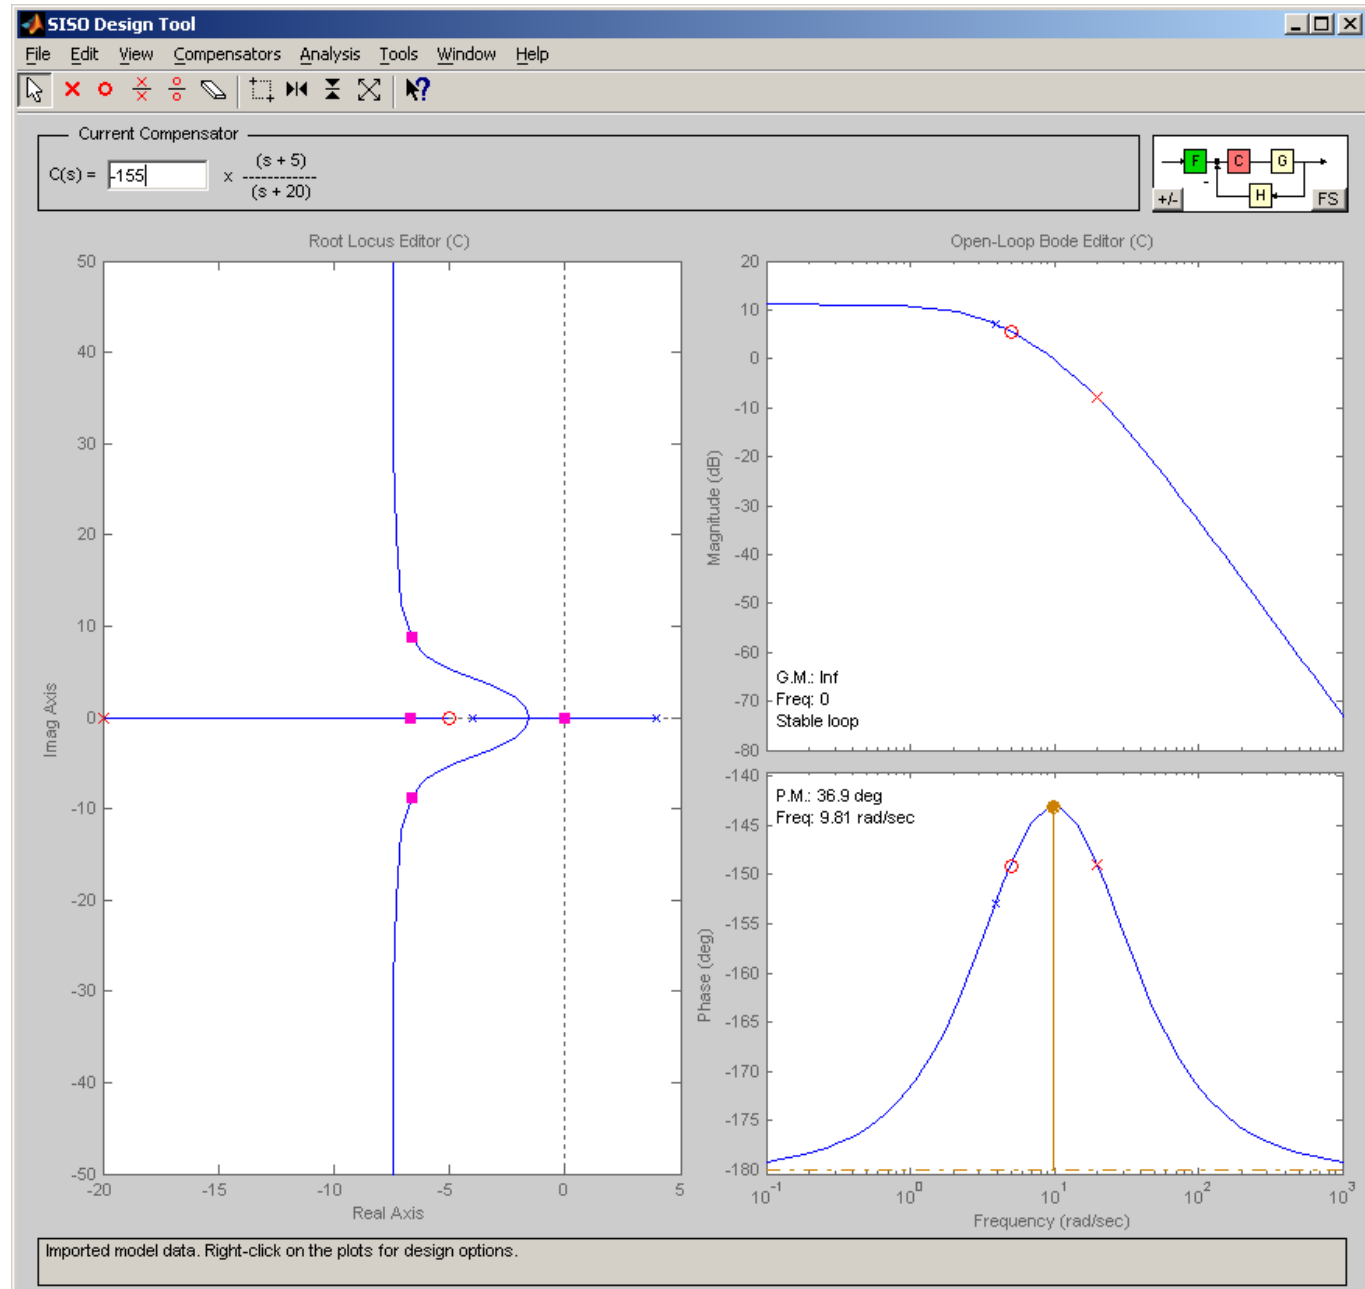 SISO Design Tool
File Edit View Compensators Analysis Tools Window Help
Current Compensator
C(s) = -155 x (s + 5)
------------
(s + 20)
F C G
H
+/- FS
Root Locus Editor (C)
50
40
30
20
10
0
-10
-20
-30
-40
-50
-20 -15 -10 -5 0 5
Real Axis
Imag Axis
Open-Loop Bode Editor (C)
20
10
0
-10
-20
-30
-40
-50
-60
-70
-80
Magnitude (dB)
G.M.: Inf
Freq: 0
Stable loop
-140
-145
-150
-155
-160
-165
-170
-175
-180
Phase (deg)
P.M.: 36.9 deg
Freq: 9.81 rad/sec
10^-1 10^0 10^1 10^2 10^3
Frequency (rad/sec)
Imported model data. Right-click on the plots for design options.